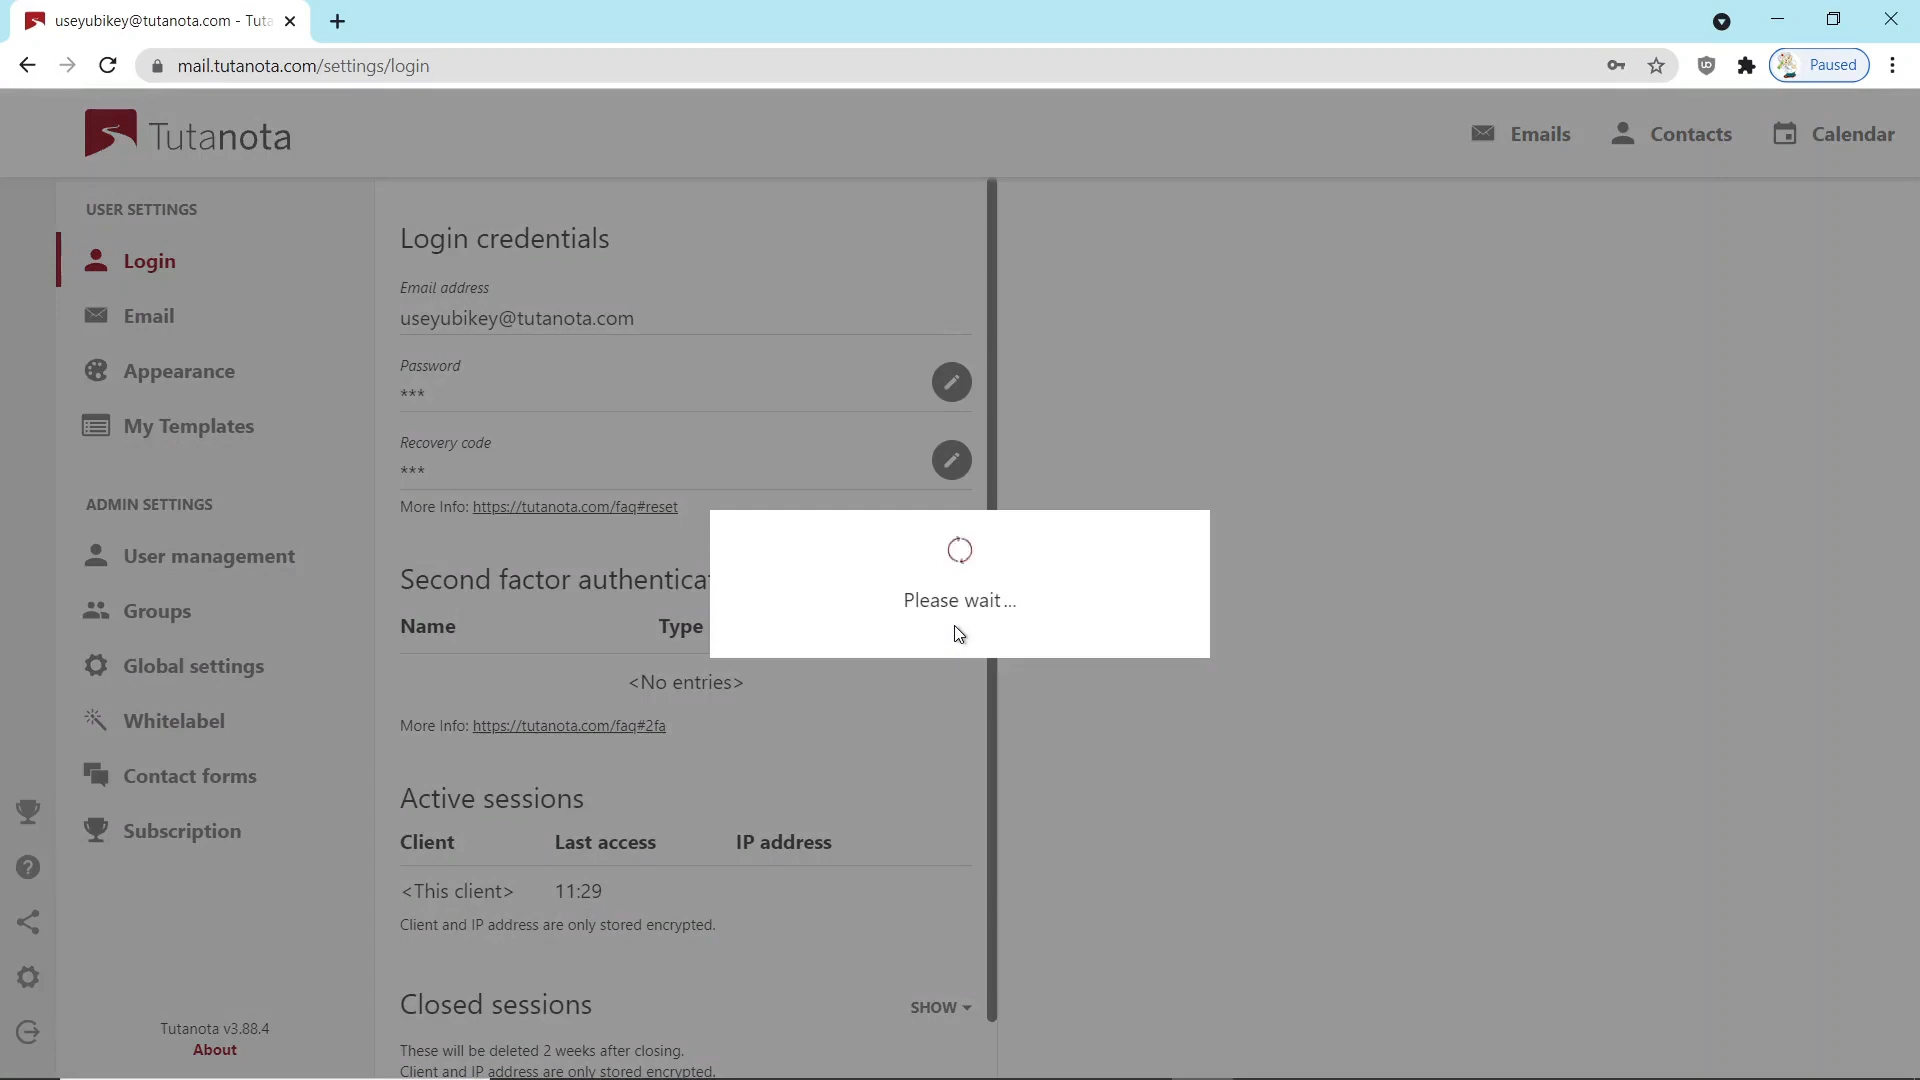 useyubikey@tutanota.com - Tuta
mail.tutanota.com/settings/login
Paused
Tutanota
Emails
Contacts
Calendar
USER SETTINGS
Login
Email
Appearance
My Templates
ADMIN SETTINGS
User management
Groups
Global settings
Whitelabel
Contact forms
Subscription
Tutanota v3.88.4
About
Login credentials
Email address
useyubikey@tutanota.com
Password
***
Recovery code
***
More Info: https://tutanota.com/faq#reset
Second factor authenticat
Name Type
<No entries>
More Info: https://tutanota.com/faq#2fa
Please wait ...
Active sessions
Client Last access IP address
<This client> 11:29
Client and IP address are only stored encrypted.
Closed sessions SHOW
These will be deleted 2 weeks after closing.
Client and IP address are only stored encrypted.